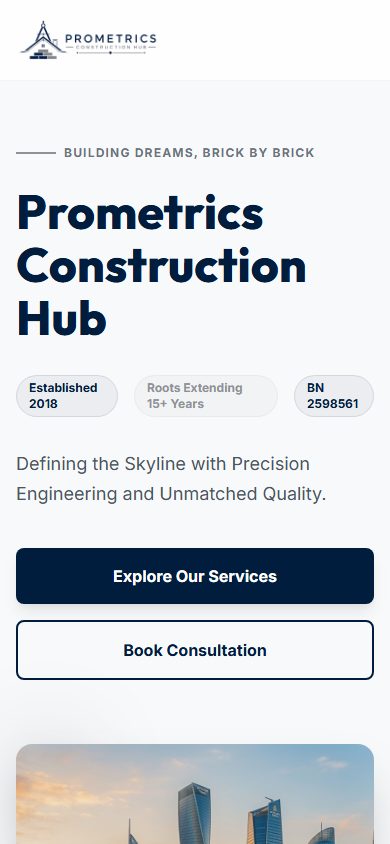 PROMETRICS
CONSTRUCTION HUB
BUILDING DREAMS, BRICK BY BRICK
Prometrics
Construction
Hub
Established
2018
Roots Extending
15+ Years
BN
2598561
Defining the Skyline with Precision
Engineering and Unmatched Quality.
Explore Our Services
Book Consultation